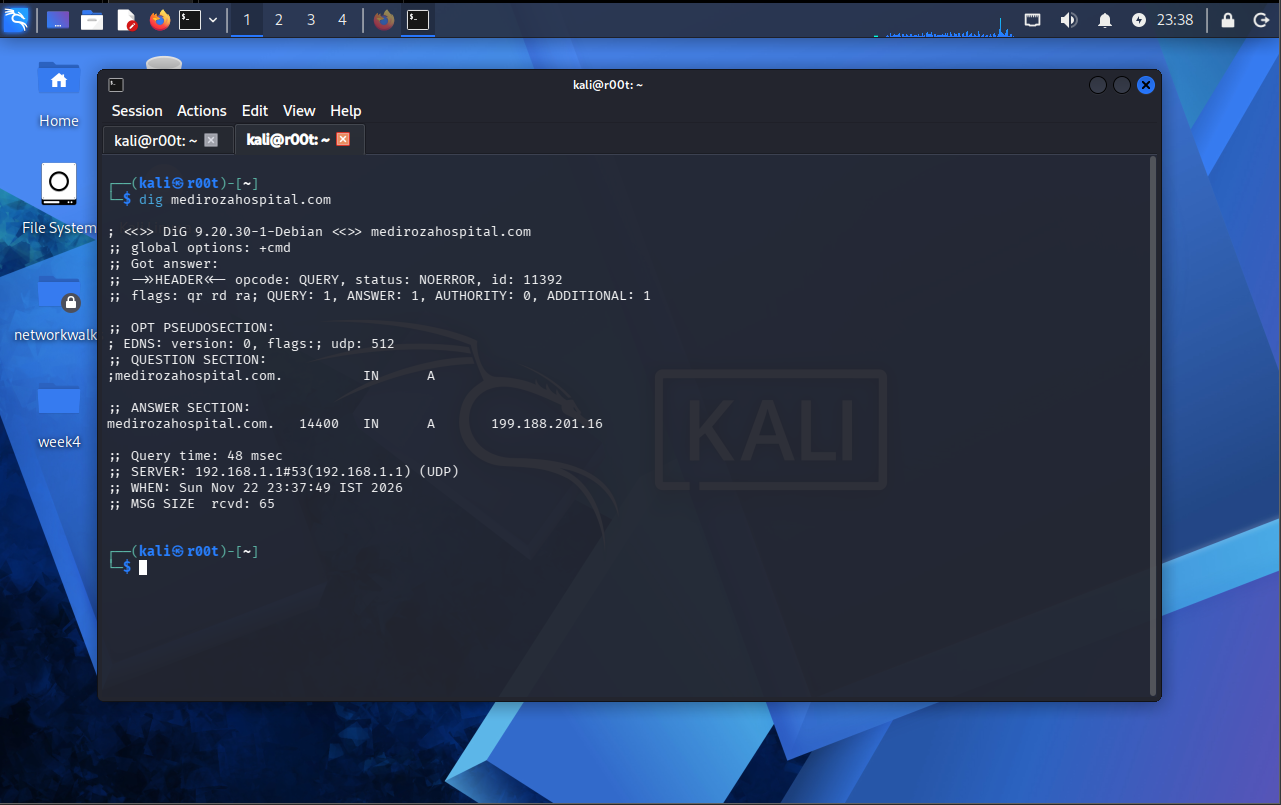 1 2 3 4 23:38
Home
File System
networkwalk
week4
kali@r00t: ~
Session Actions Edit View Help
kali@r00t: ~ kali@r00t: ~
┌──(kali㉿r00t)-[~]
└─$ dig medirozahospital.com
; <<>> DiG 9.20.30-1-Debian <<>> medirozahospital.com
;; global options: +cmd
;; Got answer:
;; ->>HEADER<<- opcode: QUERY, status: NOERROR, id: 11392
;; flags: qr rd ra; QUERY: 1, ANSWER: 1, AUTHORITY: 0, ADDITIONAL: 1
;; OPT PSEUDOSECTION:
; EDNS: version: 0, flags:; udp: 512
;; QUESTION SECTION:
;medirozahospital.com. IN A
;; ANSWER SECTION:
medirozahospital.com. 14400 IN A 199.188.201.16
;; Query time: 48 msec
;; SERVER: 192.168.1.1#53(192.168.1.1) (UDP)
;; WHEN: Sun Nov 22 23:37:49 IST 2026
;; MSG SIZE rcvd: 65
┌──(kali㉿r00t)-[~]
└─$
KALI